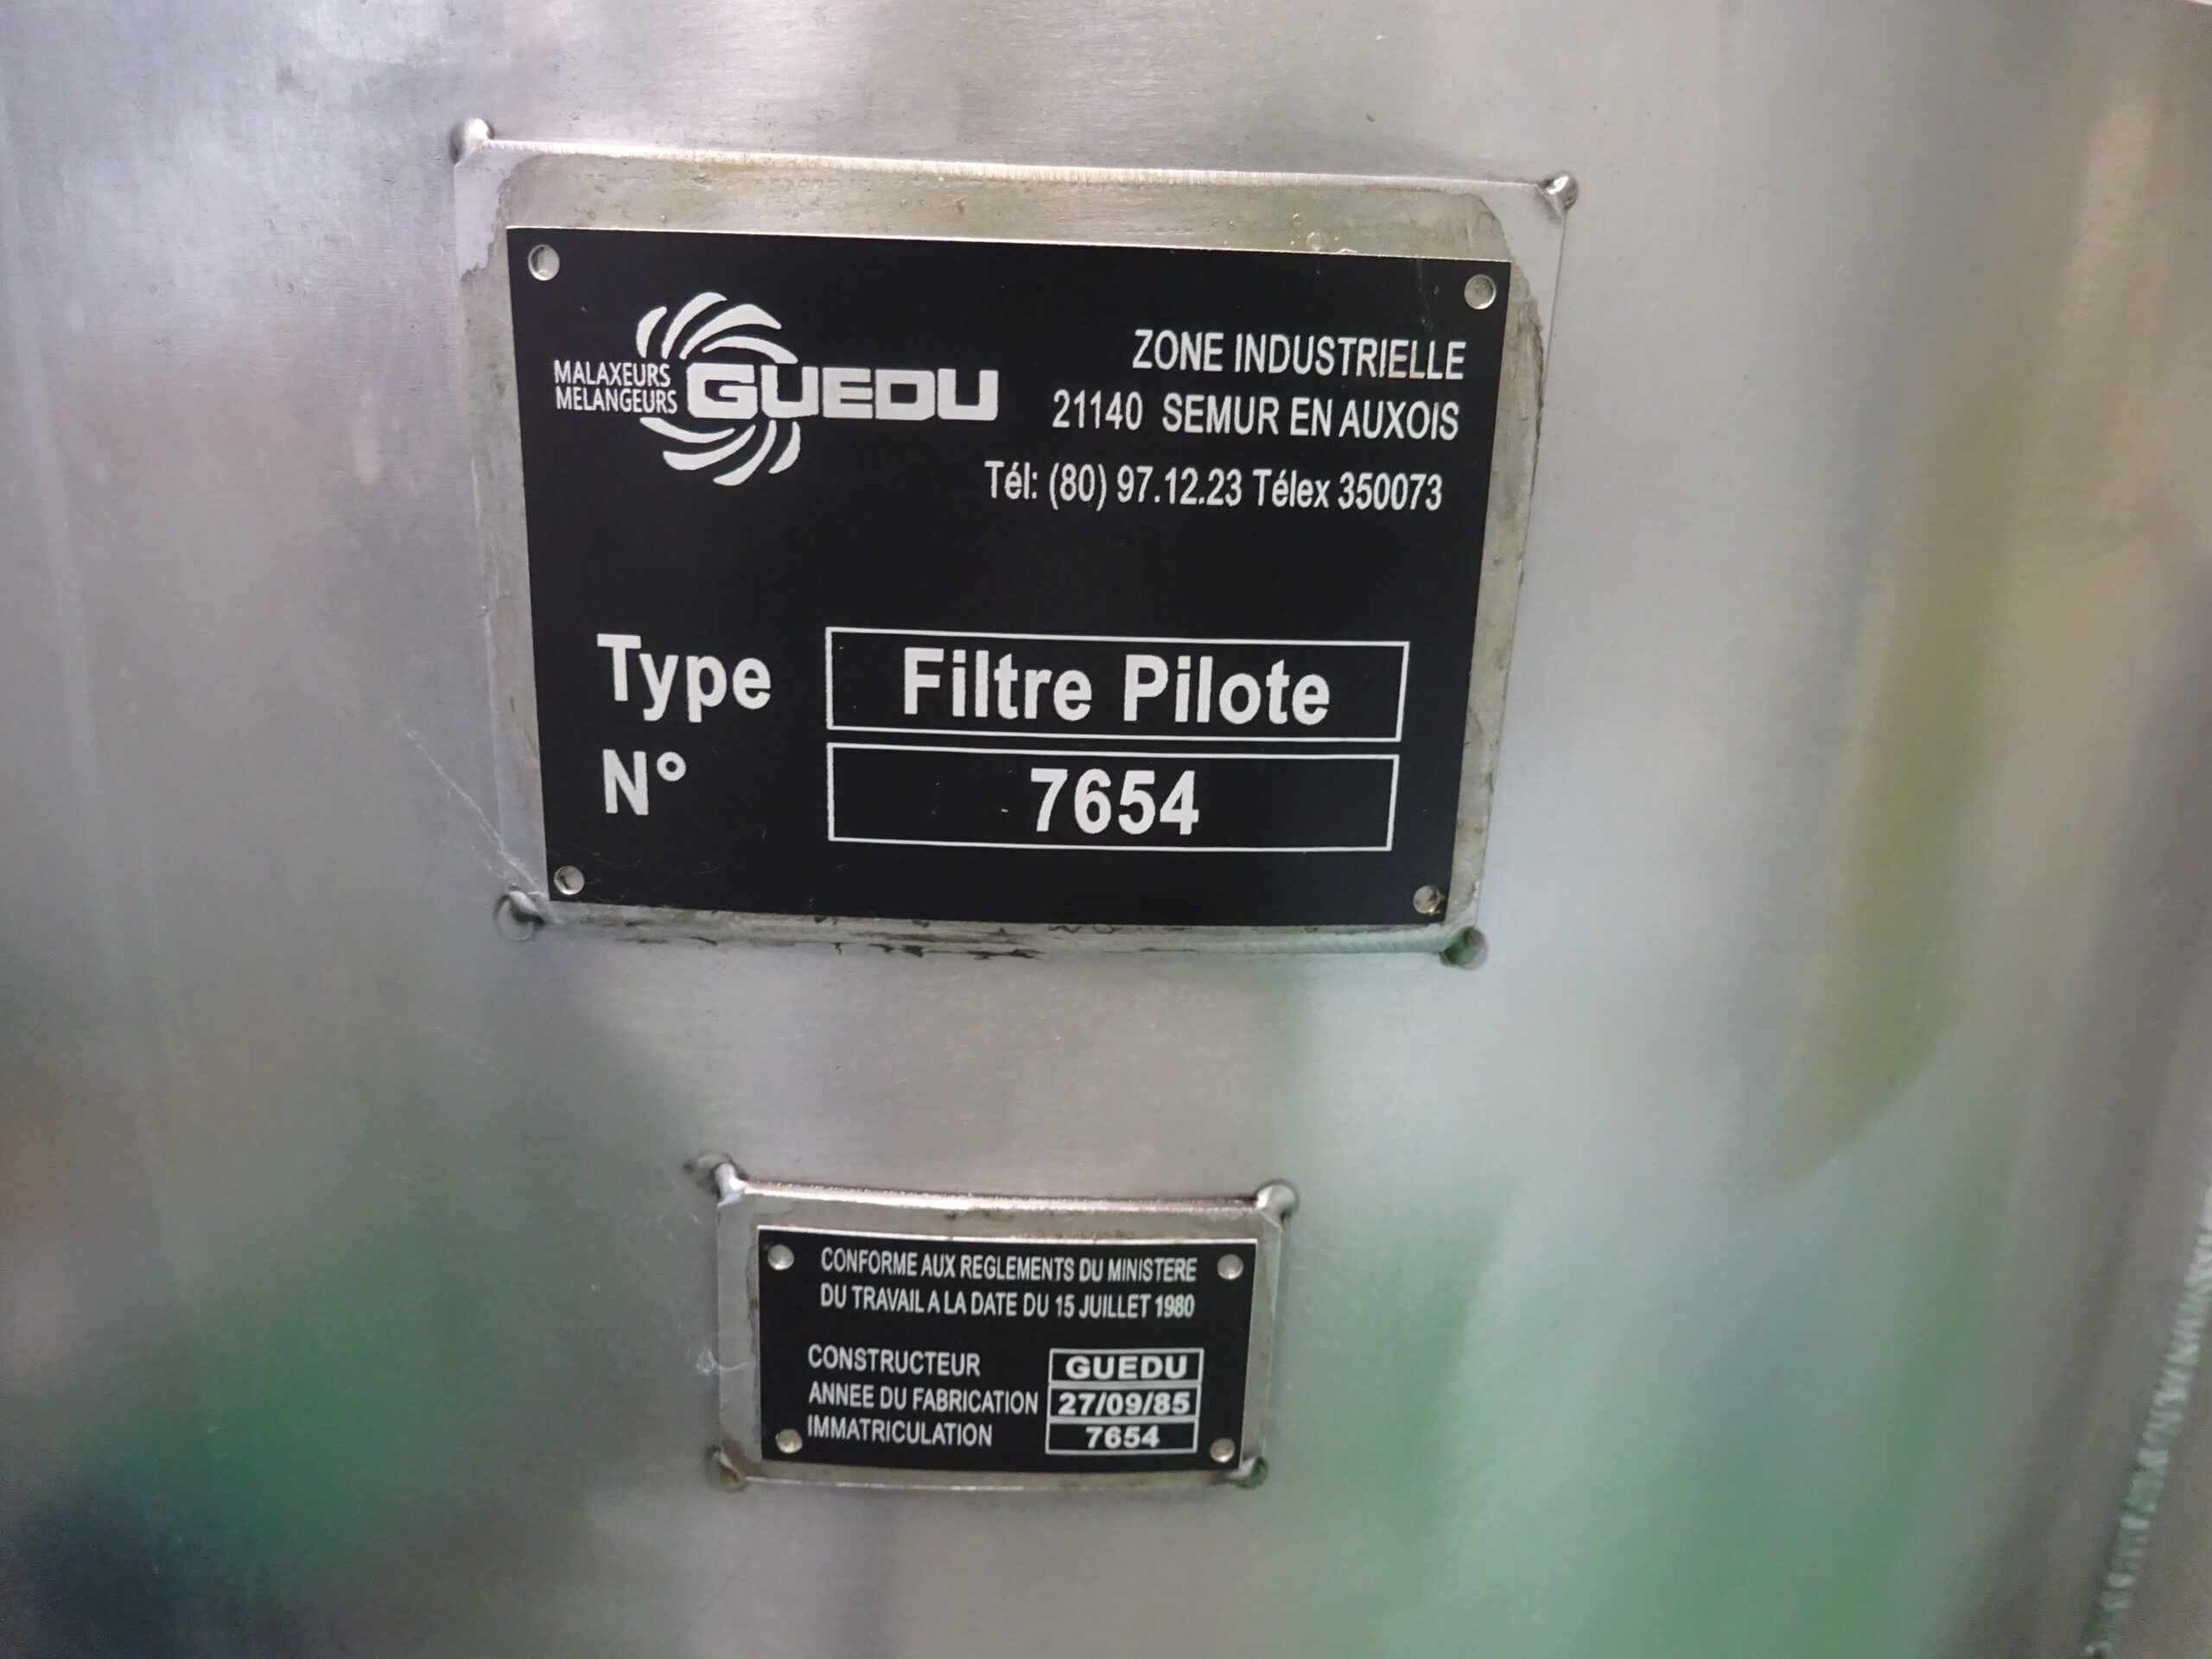 MALAXEURS
MELANGEURS
GUEDU
ZONE INDUSTRIELLE
21140 SEMUR EN AUXOIS
Tél: (80) 97.12.23 Télex 350073
Type Filtre Pilote
N° 7654
CONFORME AUX REGLEMENTS DU MINISTERE
DU TRAVAIL A LA DATE DU 15 JUILLET 1980
CONSTRUCTEUR GUEDU
ANNEE DU FABRICATION 27/09/85
IMMATRICULATION 7654